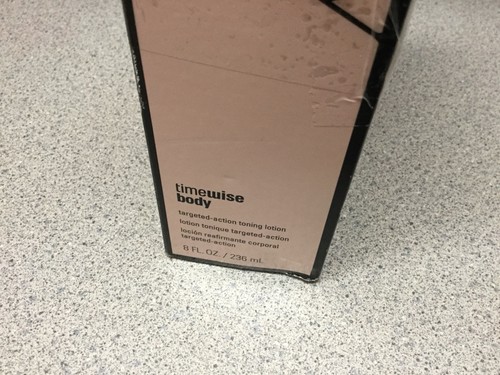 timewise
body
targeted-action toning lotion
lotion tonique targeted-action
loción reafirmante corporal
targeted-action
8 FL. OZ. / 236 mL